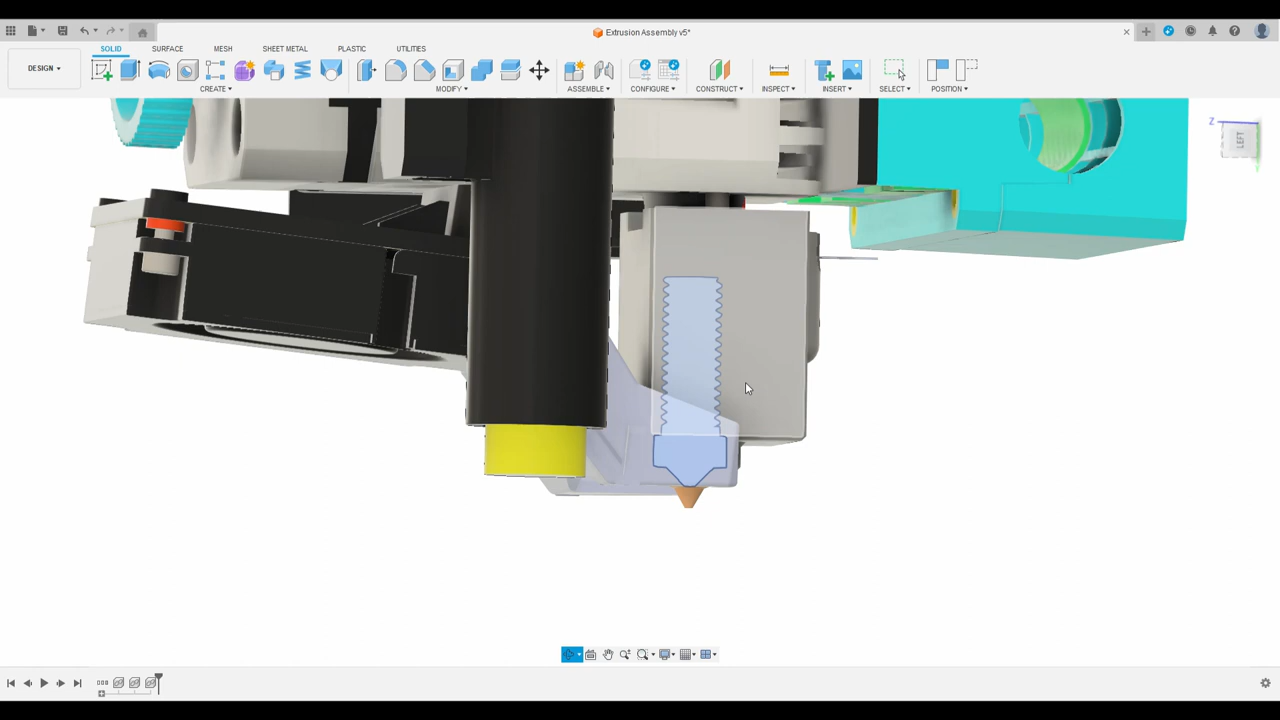 Extrusion Assembly v5*
SOLID SURFACE MESH SHEET METAL PLASTIC UTILITIES
DESIGN
CREATE MODIFY ASSEMBLE CONFIGURE CONSTRUCT INSPECT INSERT SELECT POSITION
Z
LEFT